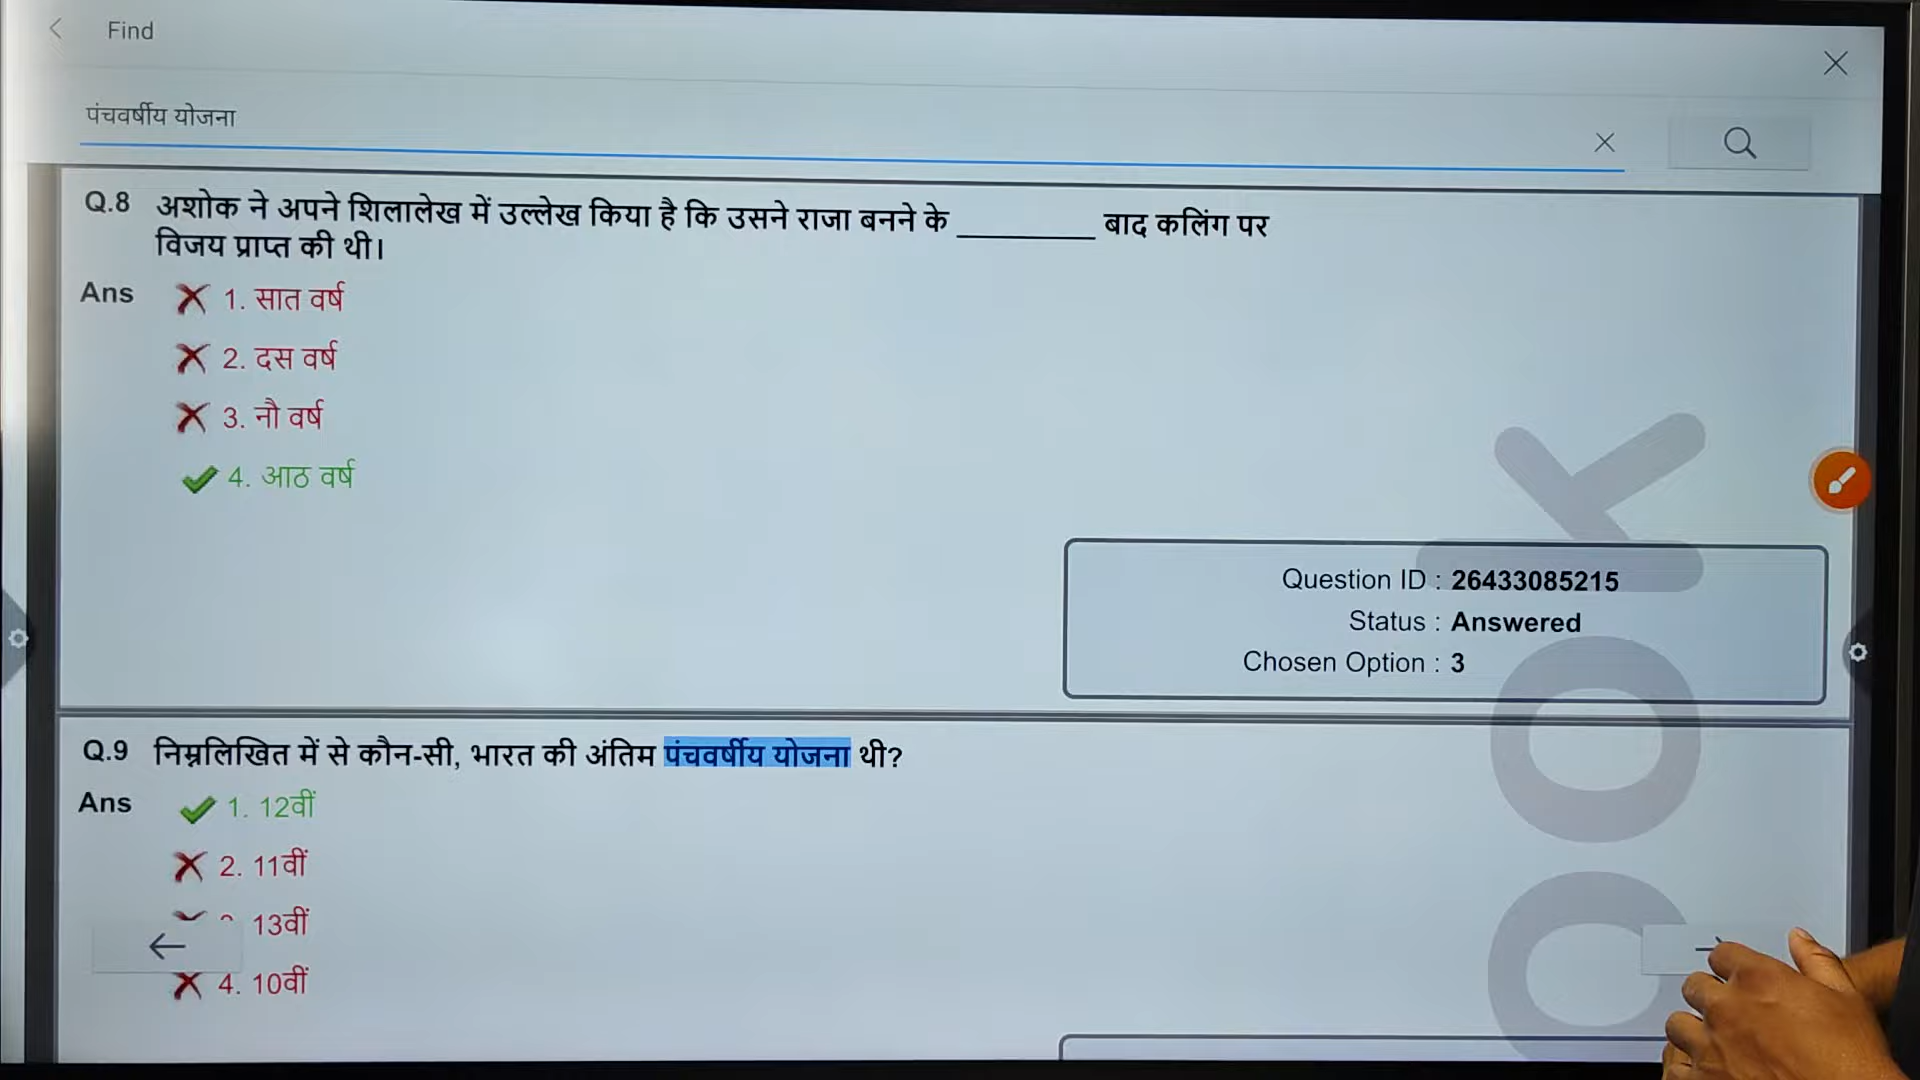 Find
पंचवर्षीय योजना
Q.8 अशोक ने अपने शिलालेख में उल्लेख किया है कि उसने राजा बनने के ________ बाद कलिंग पर
विजय प्राप्त की थी।
Ans 1. सात वर्ष
2. दस वर्ष
3. नौ वर्ष
4. आठ वर्ष
Question ID : 26433085215
Status : Answered
Chosen Option : 3
Q.9 निम्नलिखित में से कौन-सी, भारत की अंतिम पंचवर्षीय योजना थी?
Ans 1. 12वीं
2. 11वीं
13वीं
4. 10वीं
OOK